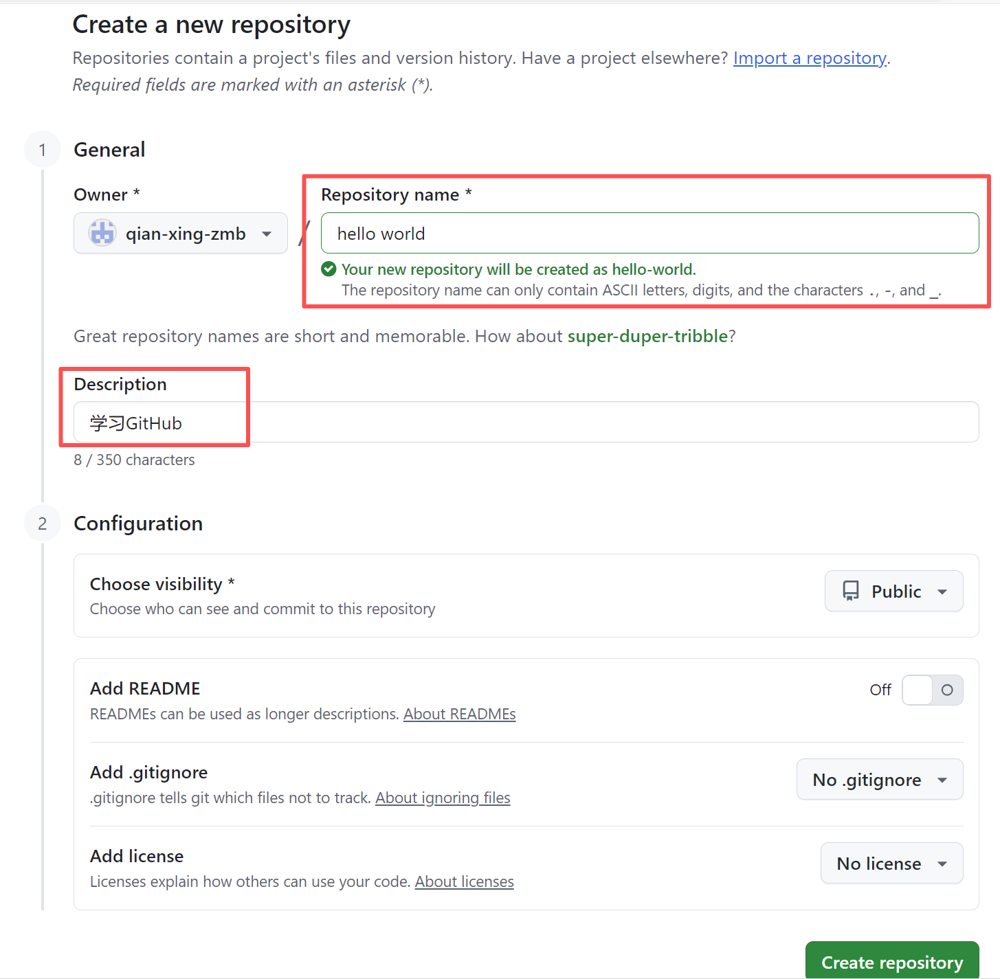 Create a new repository
Repositories contain a project's files and version history. Have a project elsewhere? Import a repository.
Required fields are marked with an asterisk (*).
1 General
Owner *
Repository name *
qian-xing-zmb
/
hello world
Your new repository will be created as hello-world.
The repository name can only contain ASCII letters, digits, and the characters ., -, and _.
Great repository names are short and memorable. How about super-duper-tribble?
Description
学习GitHub
8 / 350 characters
2 Configuration
Choose visibility *
Choose who can see and commit to this repository
Public
Add README
READMEs can be used as longer descriptions. About READMEs
Off
Add .gitignore
.gitignore tells git which files not to track. About ignoring files
No .gitignore
Add license
Licenses explain how others can use your code. About licenses
No license
Create repository